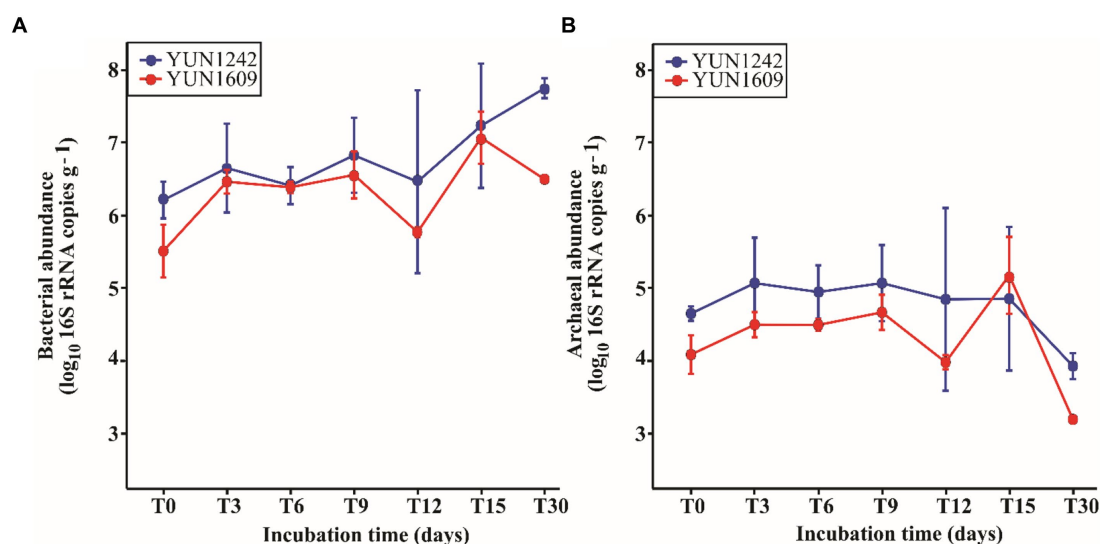 A
YUN1242
YUN1609
8
7
6
5
4
3
Bacterial abundance
(log₁₀ 16S rRNA copies g⁻¹)
T0 T3 T6 T9 T12 T15 T30
Incubation time (days)
B
YUN1242
YUN1609
8
7
6
5
4
3
Archaeal abundance
(log₁₀ 16S rRNA copies g⁻¹)
T0 T3 T6 T9 T12 T15 T30
Incubation time (days)